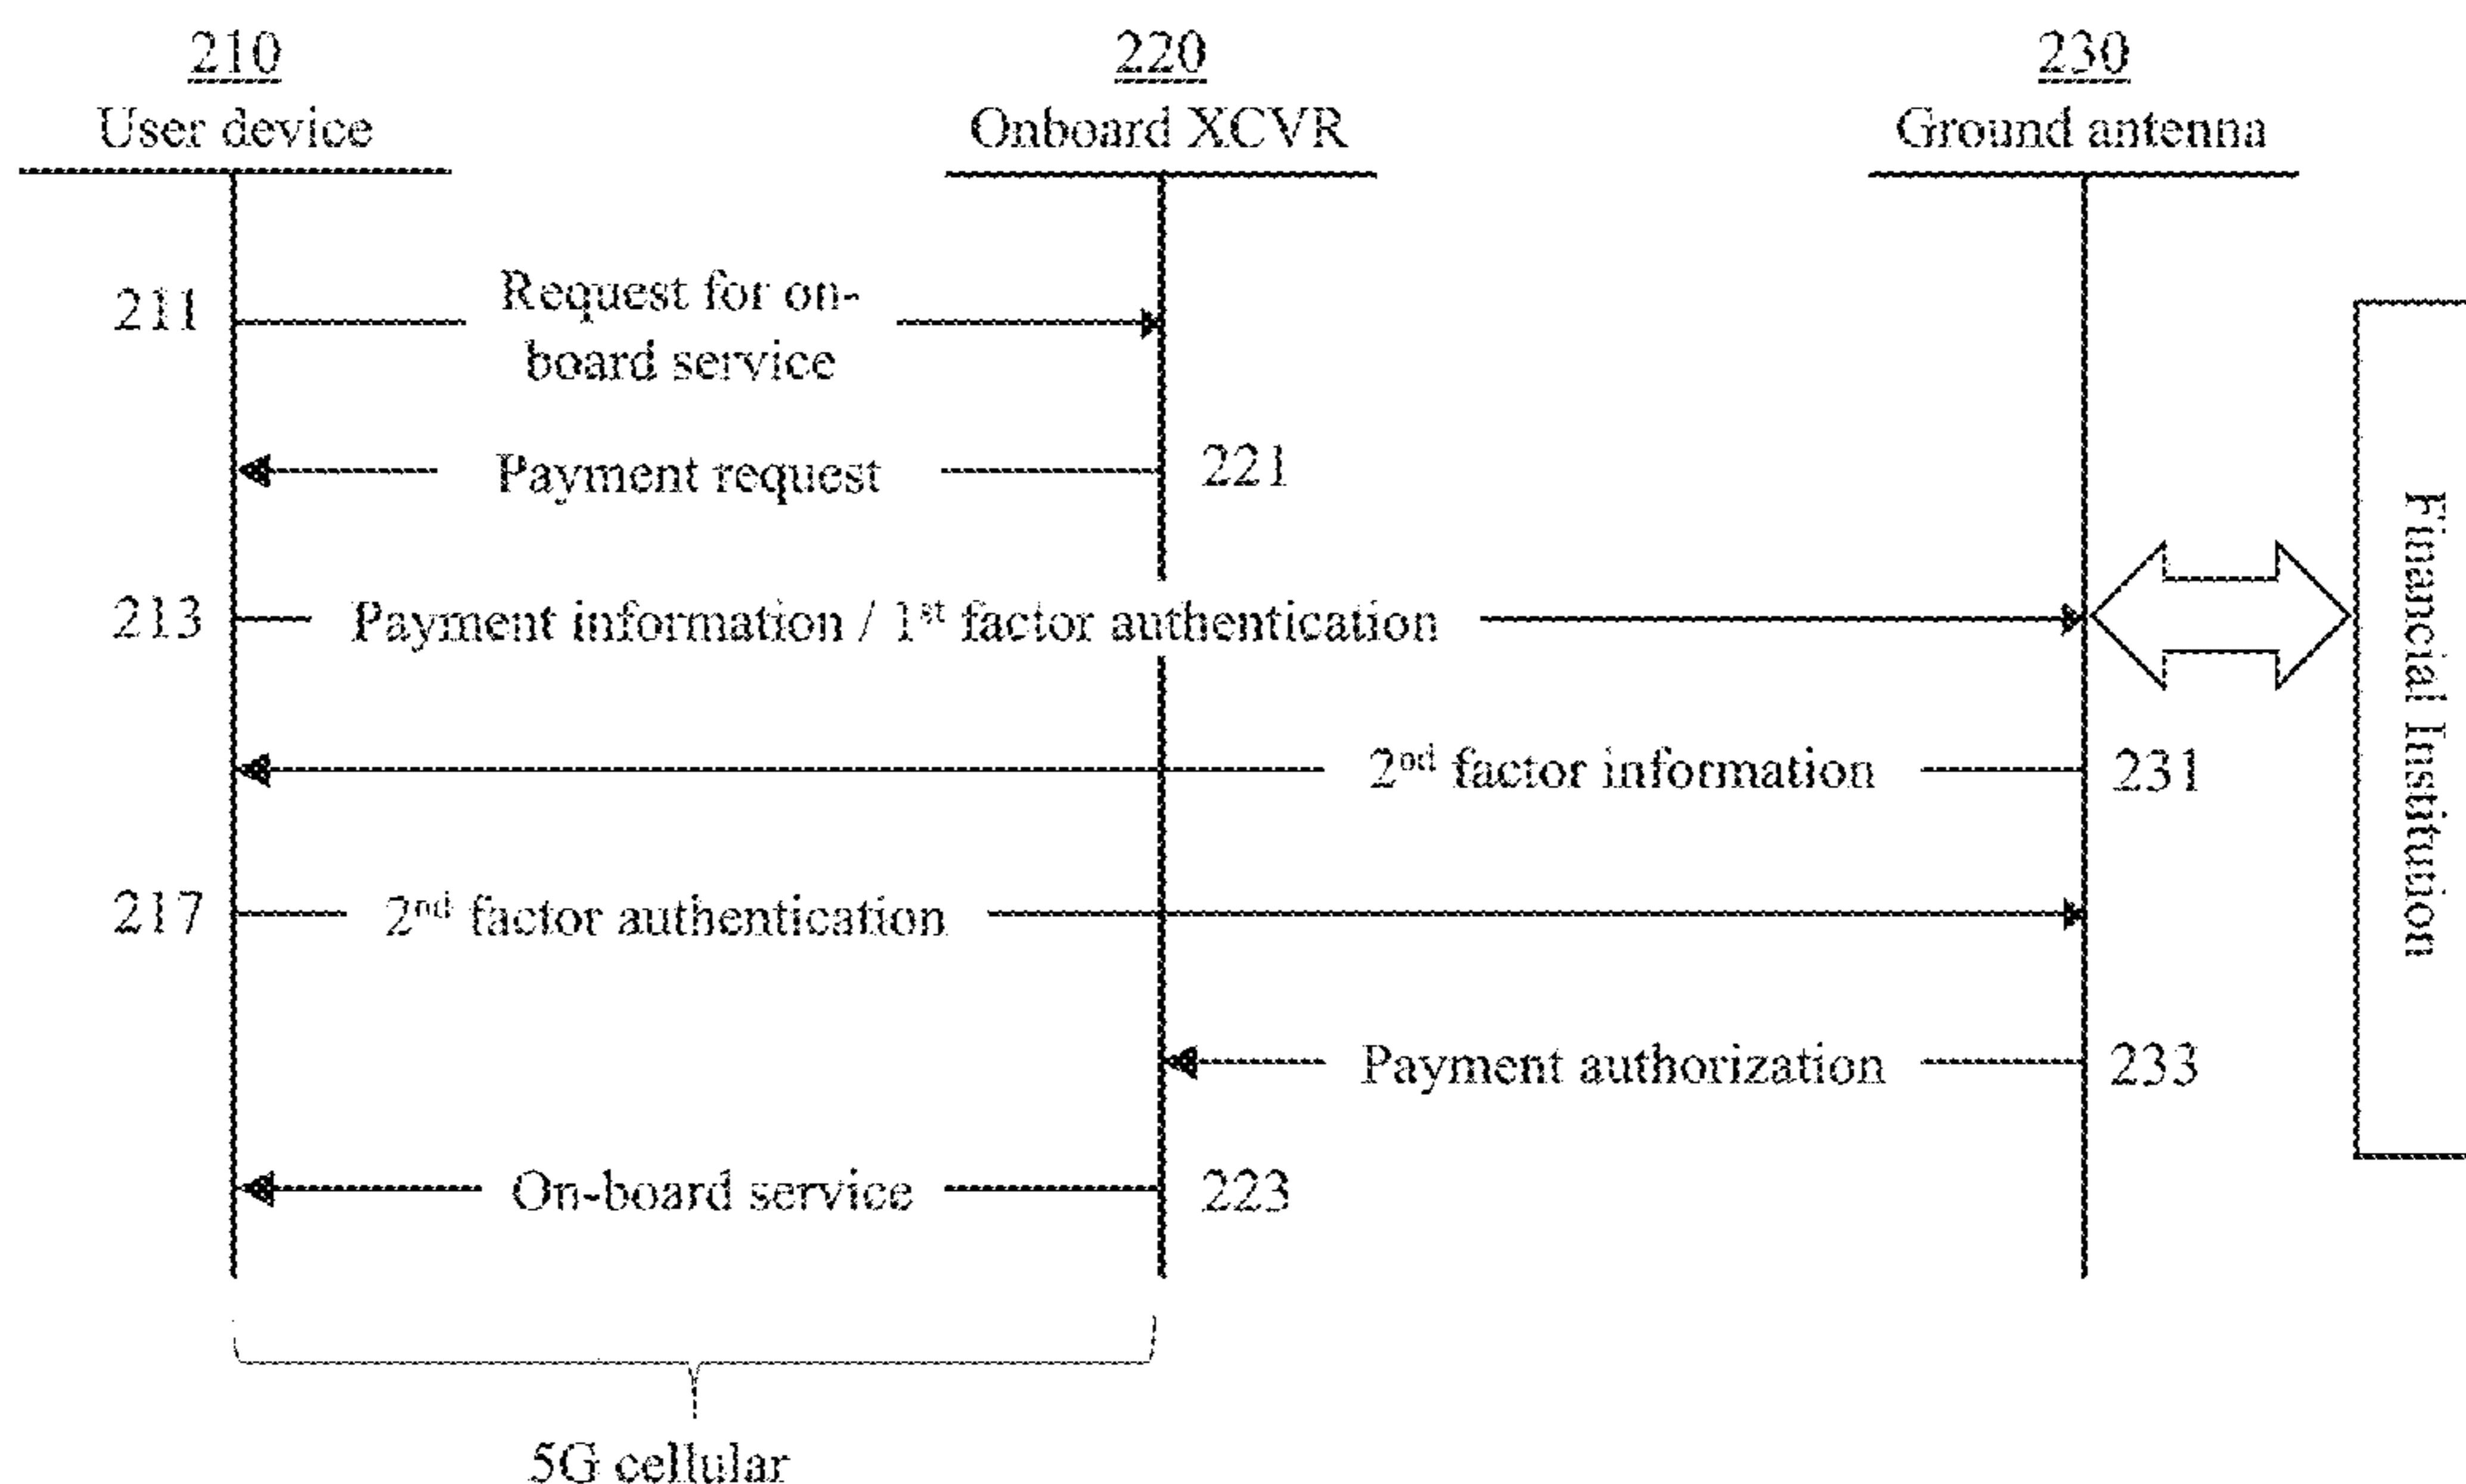 210
User device
220
Onboard XCVR
230
Ground antenna
211
Request for on-
board service
Payment request
221
213
Payment information / 1st factor authentication
2nd factor information
231
217
2nd factor authentication
Payment authorization
233
On-board service
223
Financial Institution
5G cellular